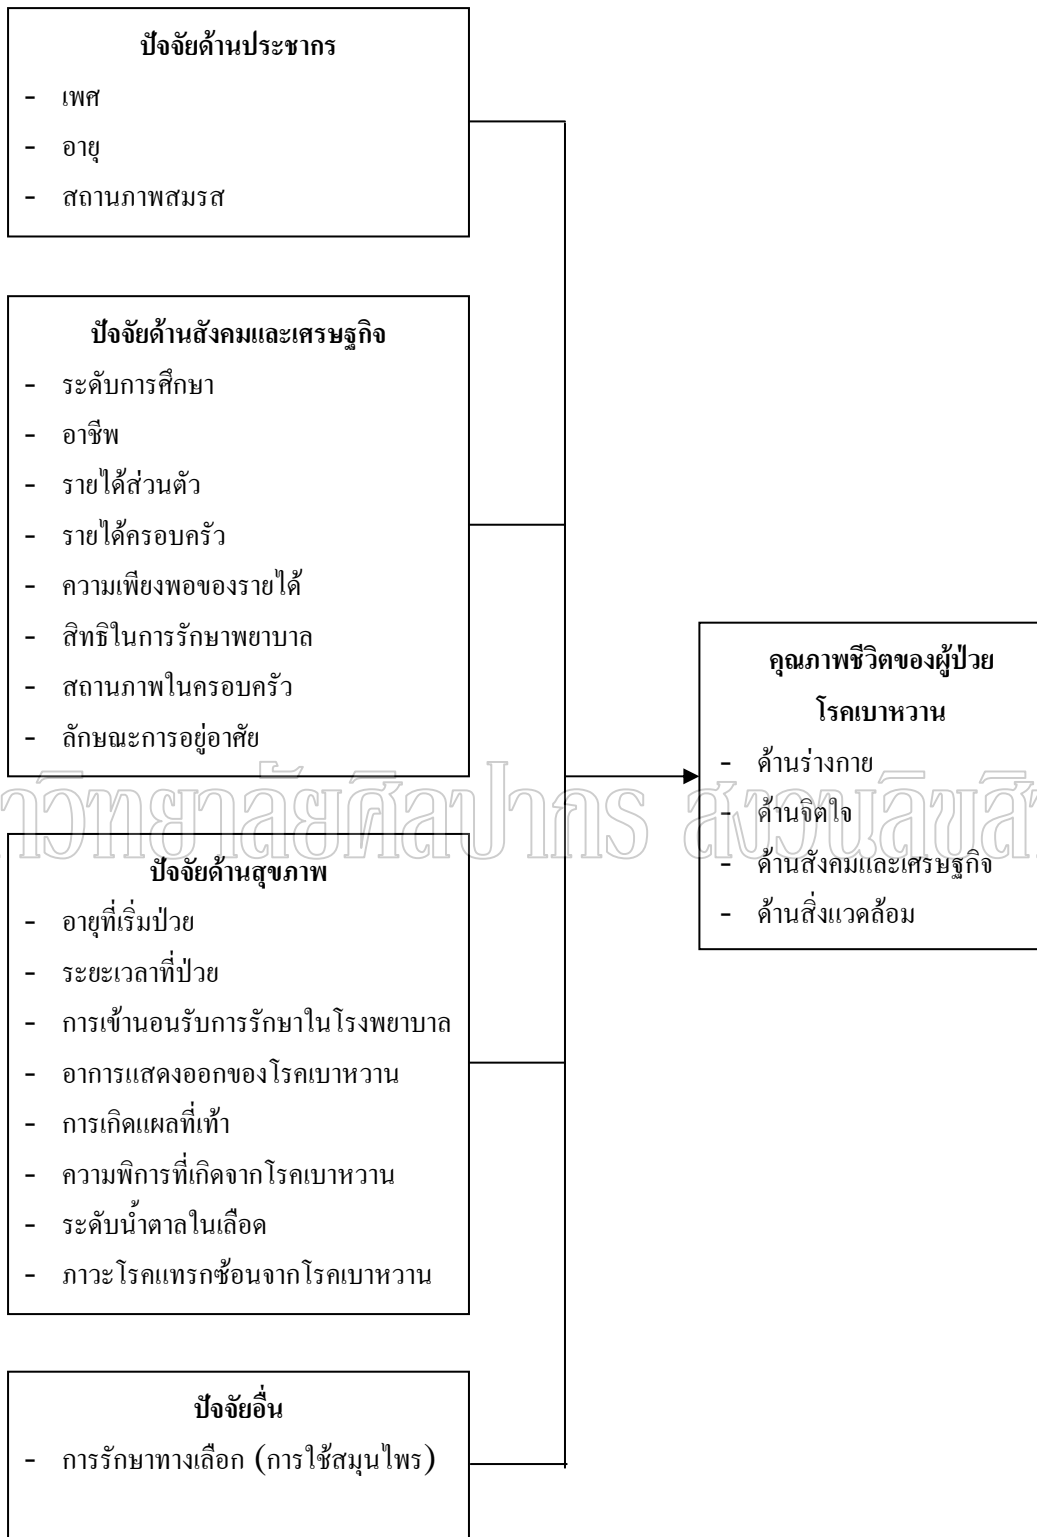 ปัจจัยด้านประชากร
- เพศ
- อายุ
- สถานภาพสมรส
ปัจจัยด้านสังคมและเศรษฐกิจ
- ระดับการศึกษา
- อาชีพ
- รายได้ส่วนตัว
- รายได้ครอบครัว
- ความเพียงพอของรายได้
- สิทธิในการรักษาพยาบาล
- สถานภาพในครอบครัว
- ลักษณะการอยู่อาศัย
ปัจจัยด้านสุขภาพ
- อายุที่เริ่มป่วย
- ระยะเวลาที่ป่วย
- การเข้านอนรับการรักษาในโรงพยาบาล
- อาการแสดงออกของโรคเบาหวาน
- การเกิดแผลที่เท้า
- ความพิการที่เกิดจากโรคเบาหวาน
- ระดับน้ำตาลในเลือด
- ภาวะโรคแทรกซ้อนจากโรคเบาหวาน
ปัจจัยอื่น
- การรักษาทางเลือก (การใช้สมุนไพร)
คุณภาพชีวิตของผู้ป่วย
โรคเบาหวาน
- ด้านร่างกาย
- ด้านจิตใจ
- ด้านสังคมและเศรษฐกิจ
- ด้านสิ่งแวดล้อม
าวิทยาลัยศิลปากร สงวนลิขสิ